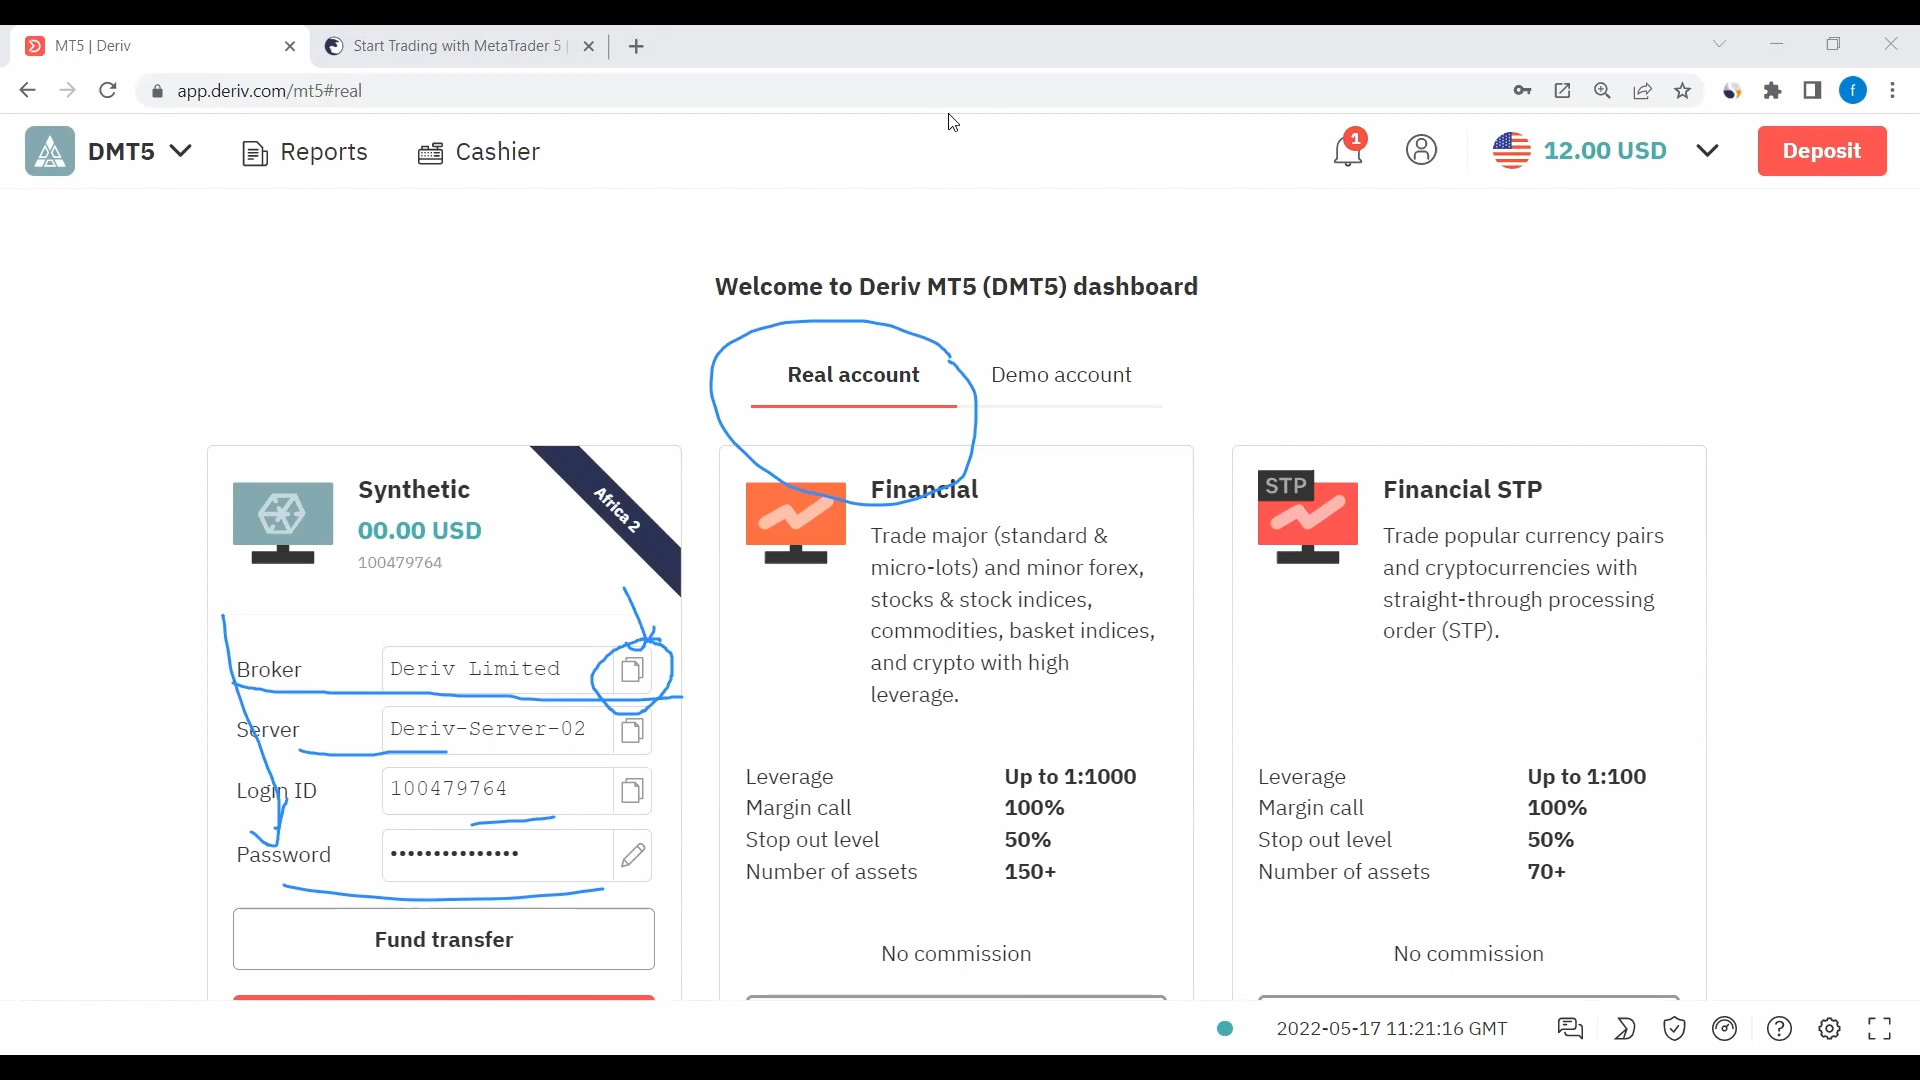 MT5 | Deriv
Start Trading with MetaTrader 5 |
app.deriv.com/mt5#real
f
DMT5
Reports
Cashier
1
12.00 USD
Deposit
Welcome to Deriv MT5 (DMT5) dashboard
Real account
Demo account
Synthetic
00.00 USD
100479764
Africa 2
Broker
Deriv Limited
Server
Deriv-Server-02
Login ID
100479764
Password
•••••••••••••••
Fund transfer
Financial
Trade major (standard &
micro-lots) and minor forex,
stocks & stock indices,
commodities, basket indices,
and crypto with high
leverage.
Leverage Up to 1:1000
Margin call 100%
Stop out level 50%
Number of assets 150+
No commission
STP
Financial STP
Trade popular currency pairs
and cryptocurrencies with
straight-through processing
order (STP).
Leverage Up to 1:100
Margin call 100%
Stop out level 50%
Number of assets 70+
No commission
2022-05-17 11:21:16 GMT